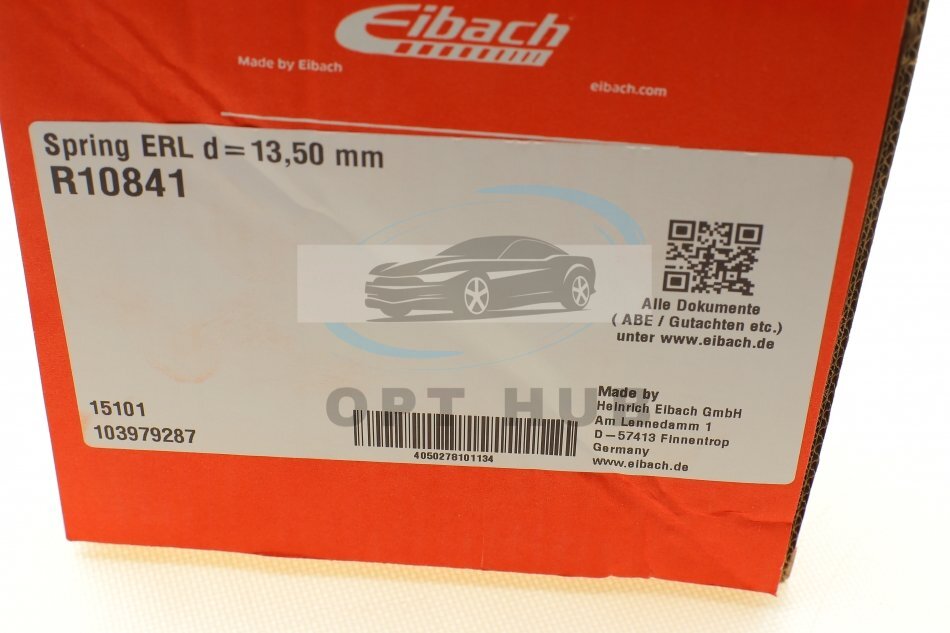 Eibach
Made by Eibach
eibach.com
Spring ERL d=13,50 mm
R10841
Alle Dokumente
( ABE / Gutachten etc.)
unter www.eibach.de
OPT HUB
15101
103979287
4050278101134
Made by
Heinrich Eibach GmbH
Am Lennedamm 1
D-57413 Finnentrop
Germany
www.eibach.de